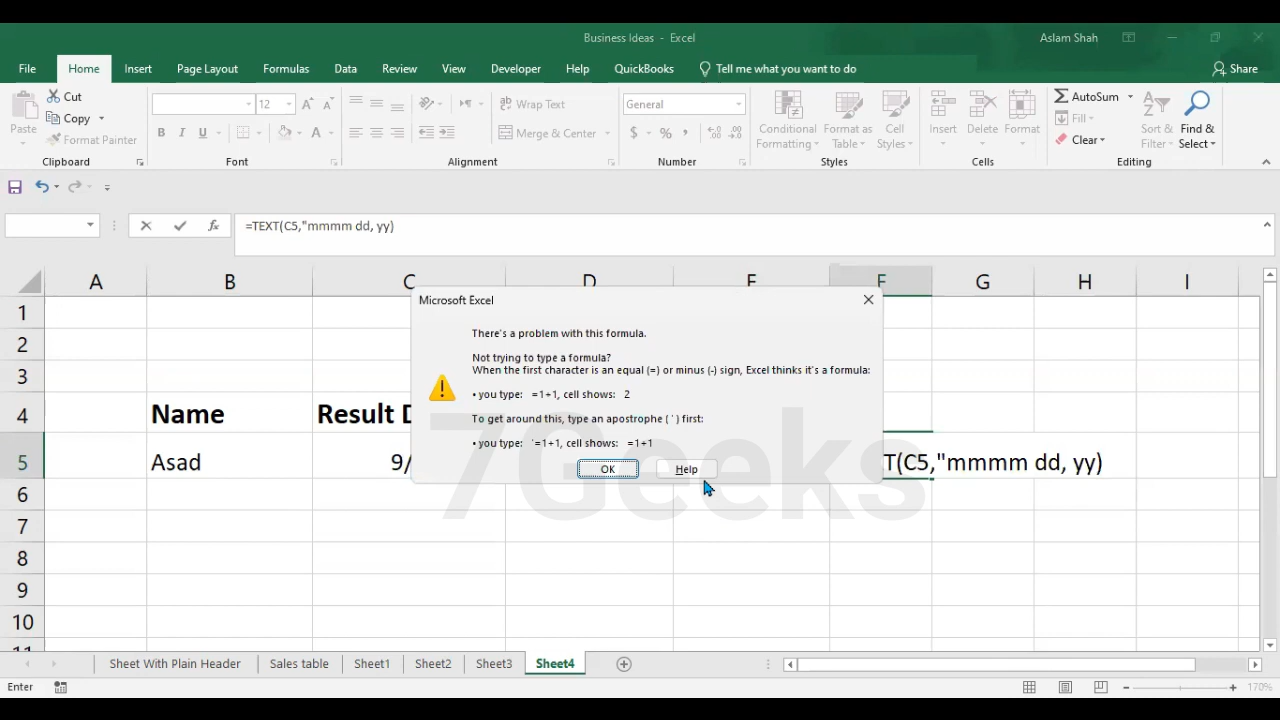 Business Ideas - Excel
Aslam Shah
File Home Insert Page Layout Formulas Data Review View Developer Help QuickBooks Tell me what you want to do Share
Paste
Cut
Copy
Format Painter
Clipboard
12
B I U
A
Font
Wrap Text
Merge & Center
Alignment
General
$ % ,
Number
Conditional Formatting
Format as Table
Cell Styles
Styles
Insert
Delete
Format
Cells
AutoSum
Fill
Clear
Sort & Filter
Find & Select
Editing
fx
=TEXT(C5,"mmmm dd, yy)
A B C D E F G H I
1
2
3
4 Name Result D
5 Asad 9/ T(C5,"mmmm dd, yy)
6
7
8
9
10
11
Microsoft Excel
There's a problem with this formula.
Not trying to type a formula?
When the first character is an equal (=) or minus (-) sign, Excel thinks it's a formula:
• you type: =1+1, cell shows: 2
To get around this, type an apostrophe ( ' ) first:
• you type: '=1+1, cell shows: =1+1
OK Help
7Geeks
Sheet With Plain Header Sales table Sheet1 Sheet2 Sheet3 Sheet4
Enter
170%